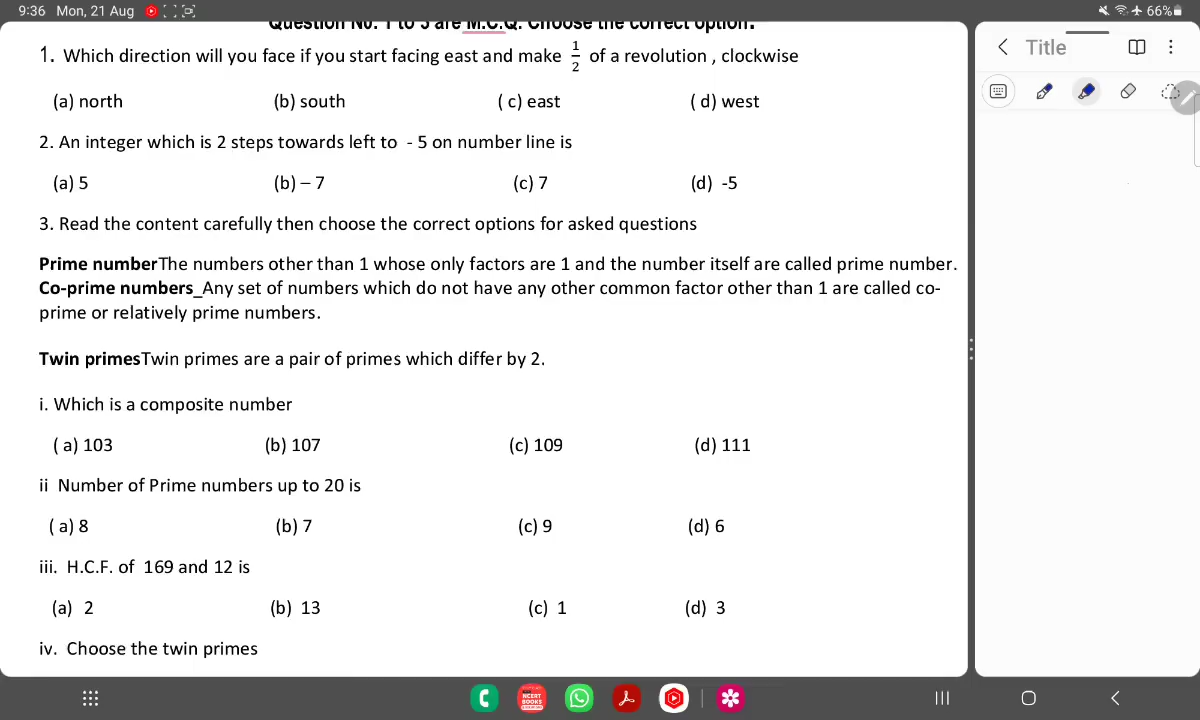 9:36 Mon, 21 Aug
66%
Question No. 1 to 5 are M.C.Q. Choose the correct option.
1. Which direction will you face if you start facing east and make 1/2 of a revolution , clockwise
(a) north (b) south ( c) east ( d) west
2. An integer which is 2 steps towards left to - 5 on number line is
(a) 5 (b) – 7 (c) 7 (d) -5
3. Read the content carefully then choose the correct options for asked questions
Prime numberThe numbers other than 1 whose only factors are 1 and the number itself are called prime number.
Co-prime numbers_Any set of numbers which do not have any other common factor other than 1 are called co-
prime or relatively prime numbers.
Twin primesTwin primes are a pair of primes which differ by 2.
i. Which is a composite number
( a) 103 (b) 107 (c) 109 (d) 111
ii Number of Prime numbers up to 20 is
( a) 8 (b) 7 (c) 9 (d) 6
iii. H.C.F. of 169 and 12 is
(a) 2 (b) 13 (c) 1 (d) 3
iv. Choose the twin primes
Title
NCERT
BOOKS